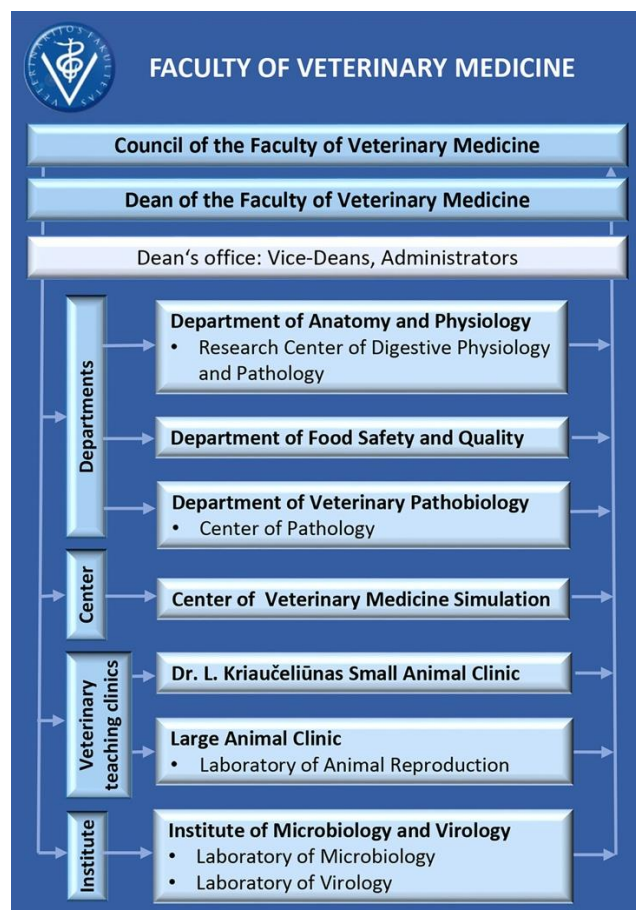 VETERINARIJOS FAKULTETAS
FACULTY OF VETERINARY MEDICINE
Council of the Faculty of Veterinary Medicine
Dean of the Faculty of Veterinary Medicine
Dean‘s office: Vice-Deans, Administrators
Departments
Department of Anatomy and Physiology
• Research Center of Digestive Physiology
and Pathology
Department of Food Safety and Quality
Department of Veterinary Pathobiology
• Center of Pathology
Center
Center of Veterinary Medicine Simulation
Veterinary
teaching clinics
Dr. L. Kriaučeliūnas Small Animal Clinic
Large Animal Clinic
• Laboratory of Animal Reproduction
Institute
Institute of Microbiology and Virology
• Laboratory of Microbiology
• Laboratory of Virology